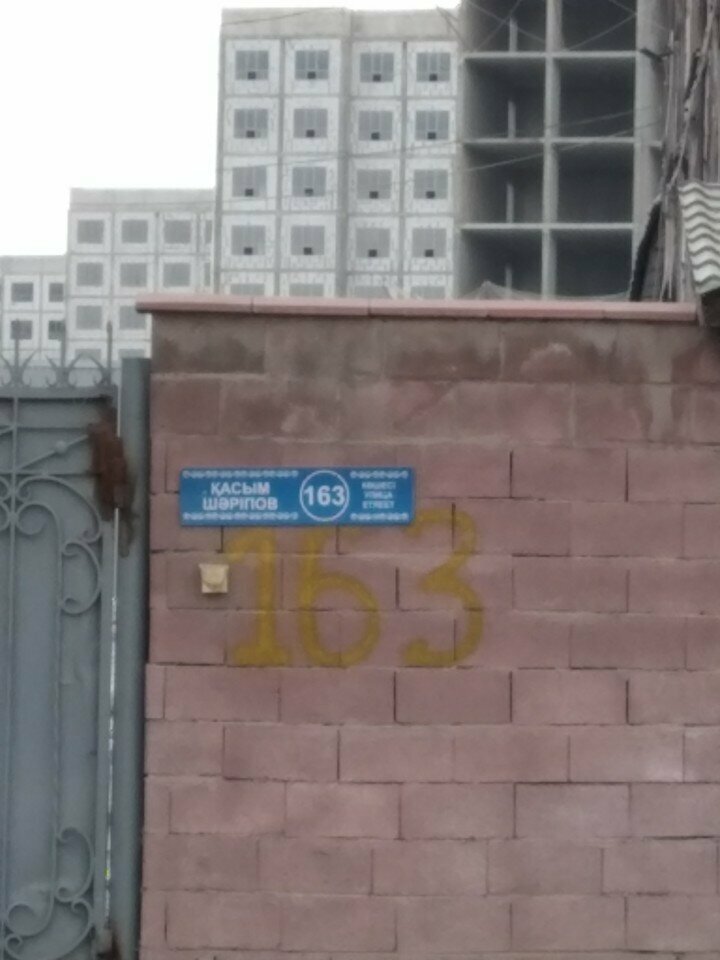 ҚАСЫМ
ШӘРІПОВ
163
КӨШЕСІ
УЛИЦА
STREET
163